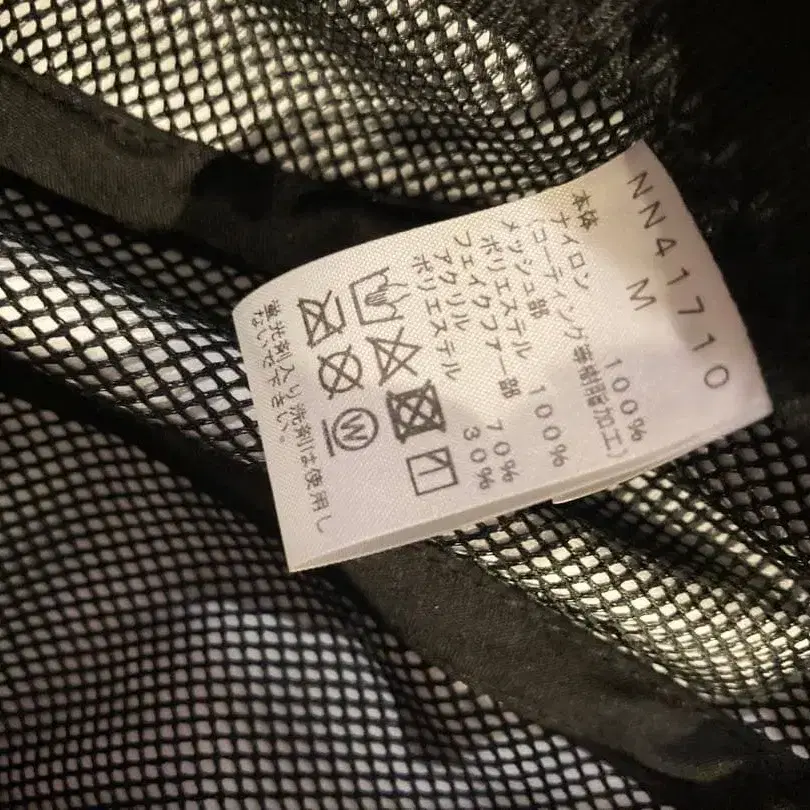 NN41710
M
本体
ナイロン 100%
(コーティング等樹脂加工)
メッシュ部
ポリエステル 100%
フェイクファー部
アクリル 70%
ポリエステル 30%
W
蛍光剤入り洗剤は使用し
ないで下さい。